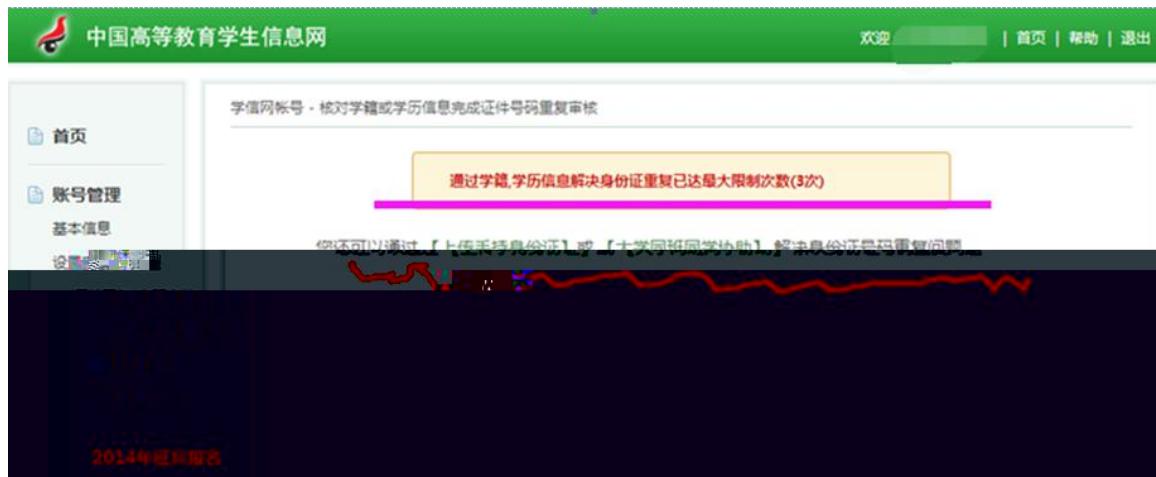 中国高等教育学生信息网
欢迎 | 首页 | 帮助 | 退出
学信网帐号 - 核对学籍或学历信息完成证件号码重复审核
首页
通过学籍,学历信息解决身份证重复已达最大限制次数(3次)
账号管理
基本信息
您还可以通过【上传手持身份证】或【大学同班同学协助】解决身份证号码重复问题
设
2014年
报名